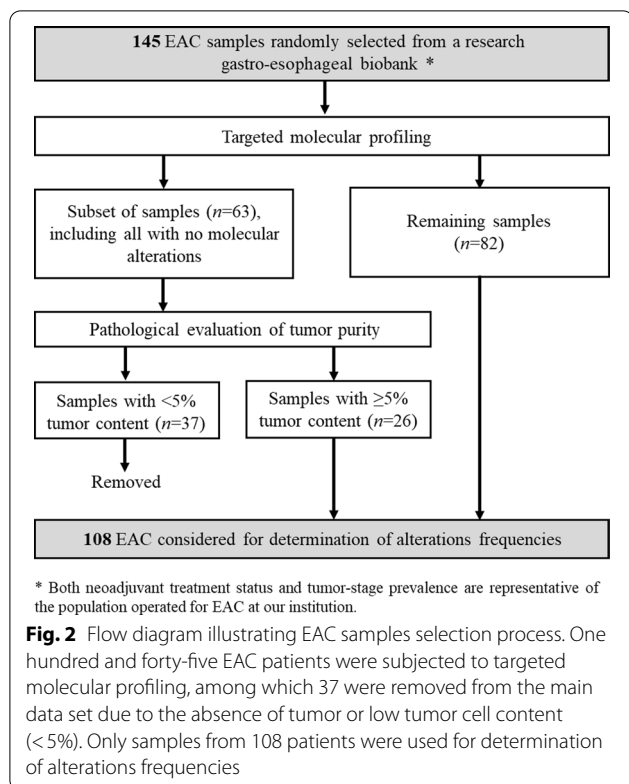 145 EAC samples randomly selected from a research
gastro-esophageal biobank *
Targeted molecular profiling
Subset of samples (n=63),
including all with no molecular
alterations
Remaining samples
(n=82)
Pathological evaluation of tumor purity
Samples with <5%
tumor content (n=37)
Samples with ≥5%
tumor content (n=26)
Removed
108 EAC considered for determination of alterations frequencies
* Both neoadjuvant treatment status and tumor-stage prevalence are representative of
the population operated for EAC at our institution.
Fig. 2 Flow diagram illustrating EAC samples selection process. One
hundred and forty-five EAC patients were subjected to targeted
molecular profiling, among which 37 were removed from the main
data set due to the absence of tumor or low tumor cell content
(< 5%). Only samples from 108 patients were used for determination
of alterations frequencies